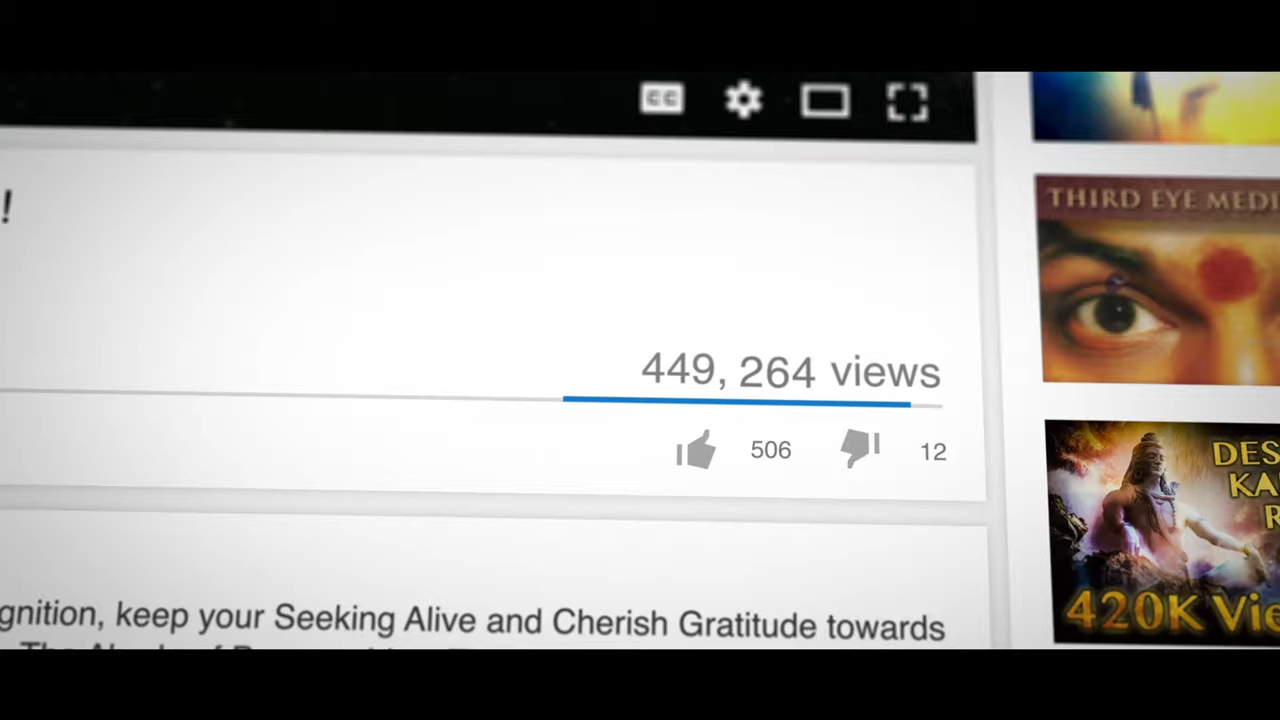 CC
!
449, 264 views
506
12
gnition, keep your Seeking Alive and Cherish Gratitude towards
THIRD EYE MEDI
DES
KA
R
420K Vie